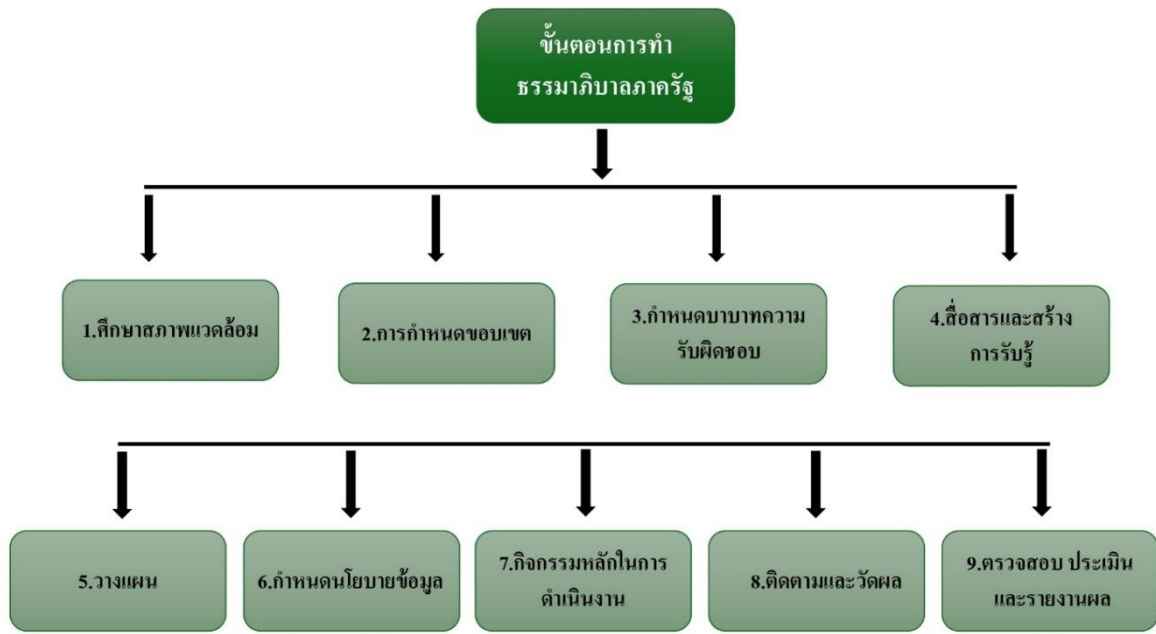 ขั้นตอนการทำ
ธรรมาภิบาลภาครัฐ
1.ศึกษาสภาพแวดล้อม
2.การกำหนดขอบเขต
3.กำหนดบาบาทความ
รับผิดชอบ
4.สื่อสารและสร้าง
การรับรู้
5.วางแผน
6.กำหนดนโยบายข้อมูล
7.กิจกรรมหลักในการ
ดำเนินงาน
8.ติดตามและวัดผล
9.ตรวจสอบ ประเมิน
และรายงานผล